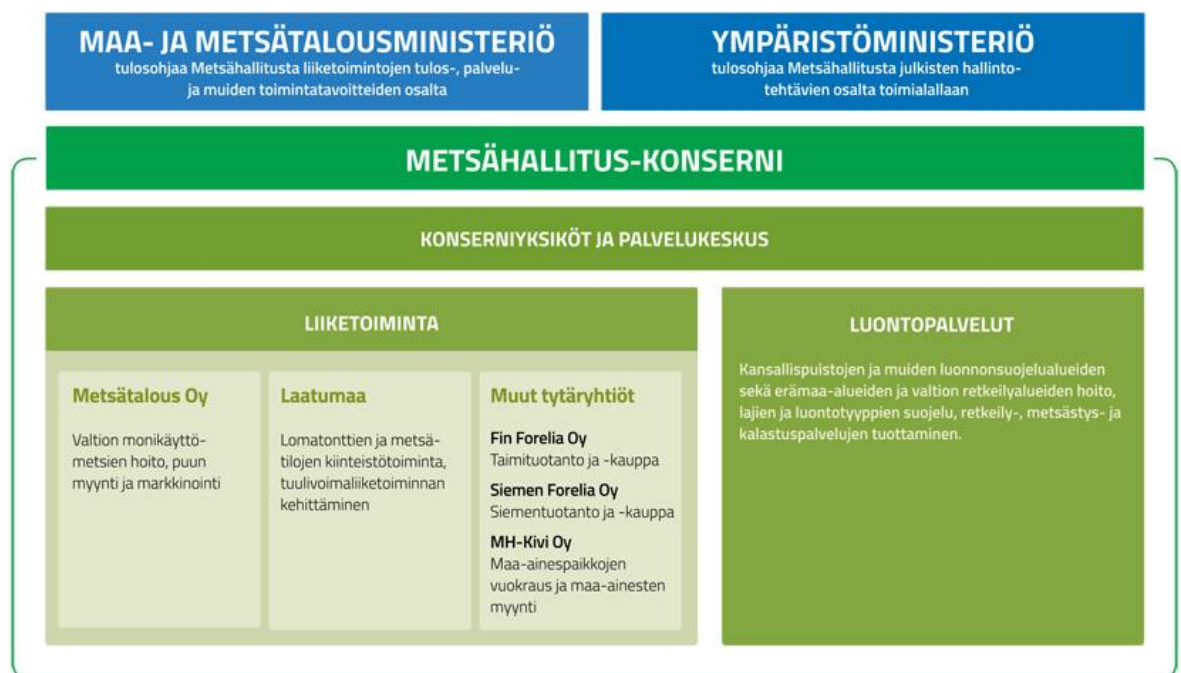 MAA- JA METSÄTALOUSMINISTERIÖ
tulosohjaa Metsähallitusta liiketoimintojen tulos-, palvelu-
ja muiden toimintatavoitteiden osalta
YMPÄRISTÖMINISTERIÖ
tulosohjaa Metsähallitusta julkisten hallinto-
tehtävien osalta toimialallaan
METSÄHALLITUS-KONSERNI
KONSERNIYKSIKÖT JA PALVELUKESKUS
LIIKETOIMINTA
Metsätalous Oy
Valtion monikäyttö-
metsien hoito, puun
myynti ja markkinointi
Laatumaa
Lomatonttien ja metsä-
tilojen kiinteistötoiminta,
tuulivoimaliiketoiminnan
kehittäminen
Muut tytäryhtiöt
Fin Forelia Oy
Taimituotanto ja -kauppa
Siemen Forelia Oy
Siementuotanto ja -kauppa
MH-Kivi Oy
Maa-ainespaikkojen
vuokraus ja maa-ainesten
myynti
LUONTOPALVELUT
Kansallispuistojen ja muiden luonnonsuojelualueiden
sekä erämaa-alueiden ja valtion retkeilyalueiden hoito,
lajien ja luontotyyppien suojelu, retkeily-, metsästys- ja
kalastuspalvelujen tuottaminen.